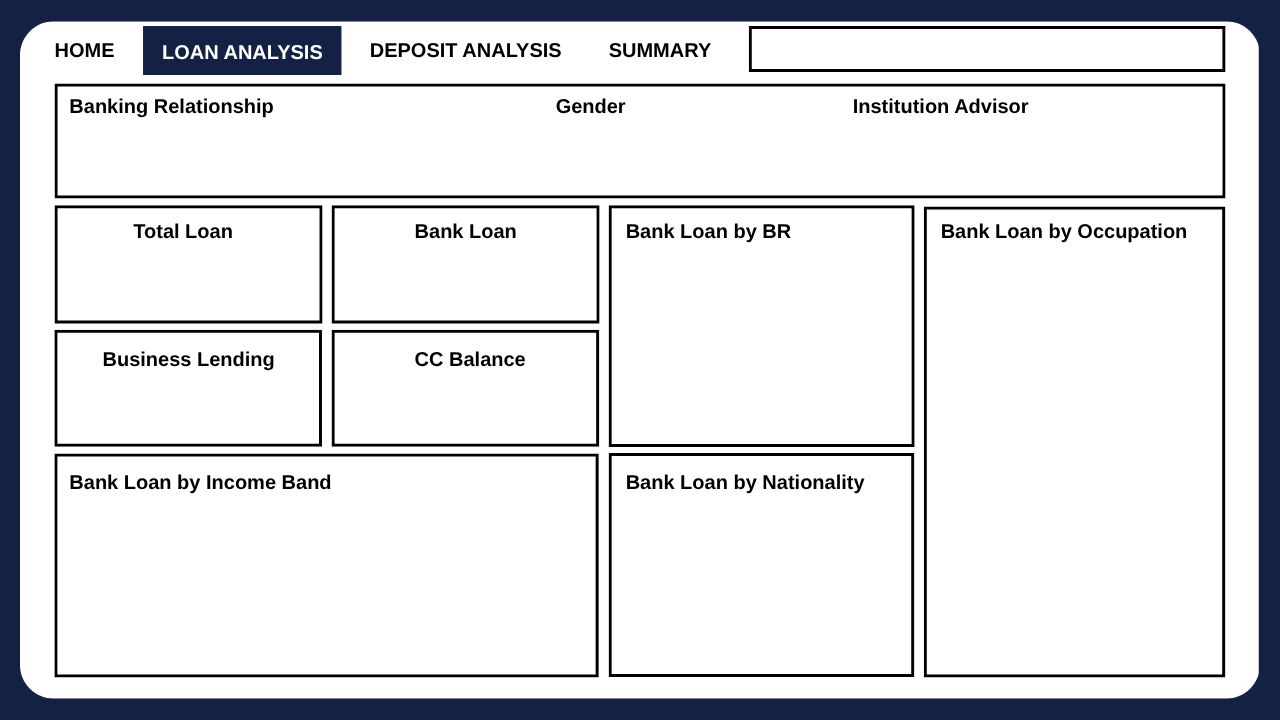 HOME
LOAN ANALYSIS
DEPOSIT ANALYSIS
SUMMARY
Banking Relationship
Gender
Institution Advisor
Total Loan
Bank Loan
Bank Loan by BR
Bank Loan by Occupation
Business Lending
CC Balance
Bank Loan by Income Band
Bank Loan by Nationality